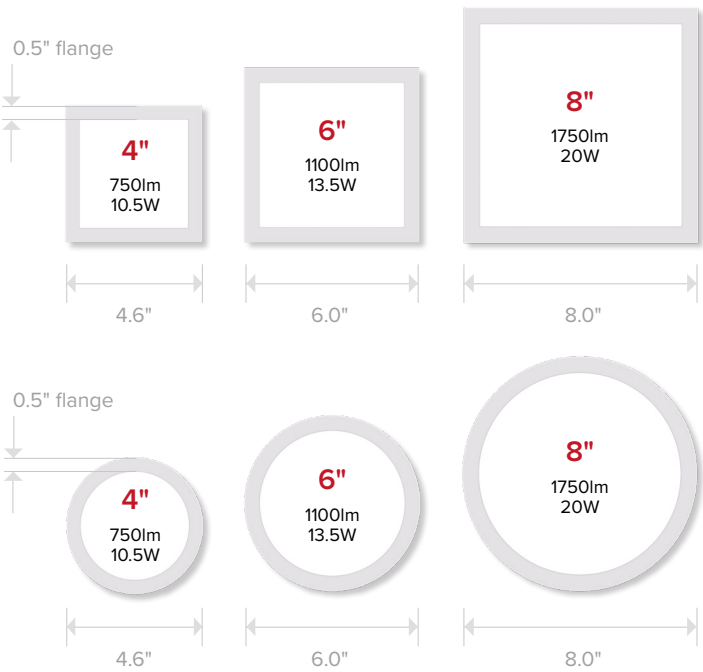 0.5" flange
4"
750lm
10.5W
6"
1100lm
13.5W
8"
1750lm
20W
4.6"
6.0"
8.0"
0.5" flange
4"
750lm
10.5W
6"
1100lm
13.5W
8"
1750lm
20W
4.6"
6.0"
8.0"